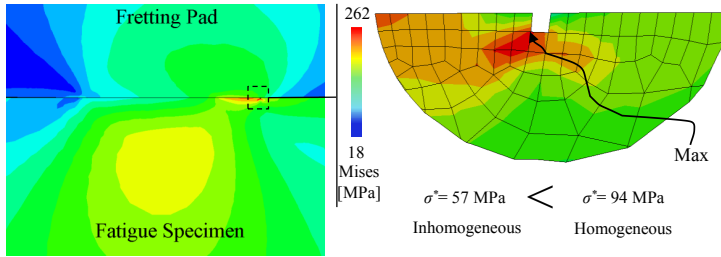 Fretting Pad
Fatigue Specimen
262
18
Mises
[MPa]
Max
σ*= 57 MPa < σ*= 94 MPa
Inhomogeneous Homogeneous